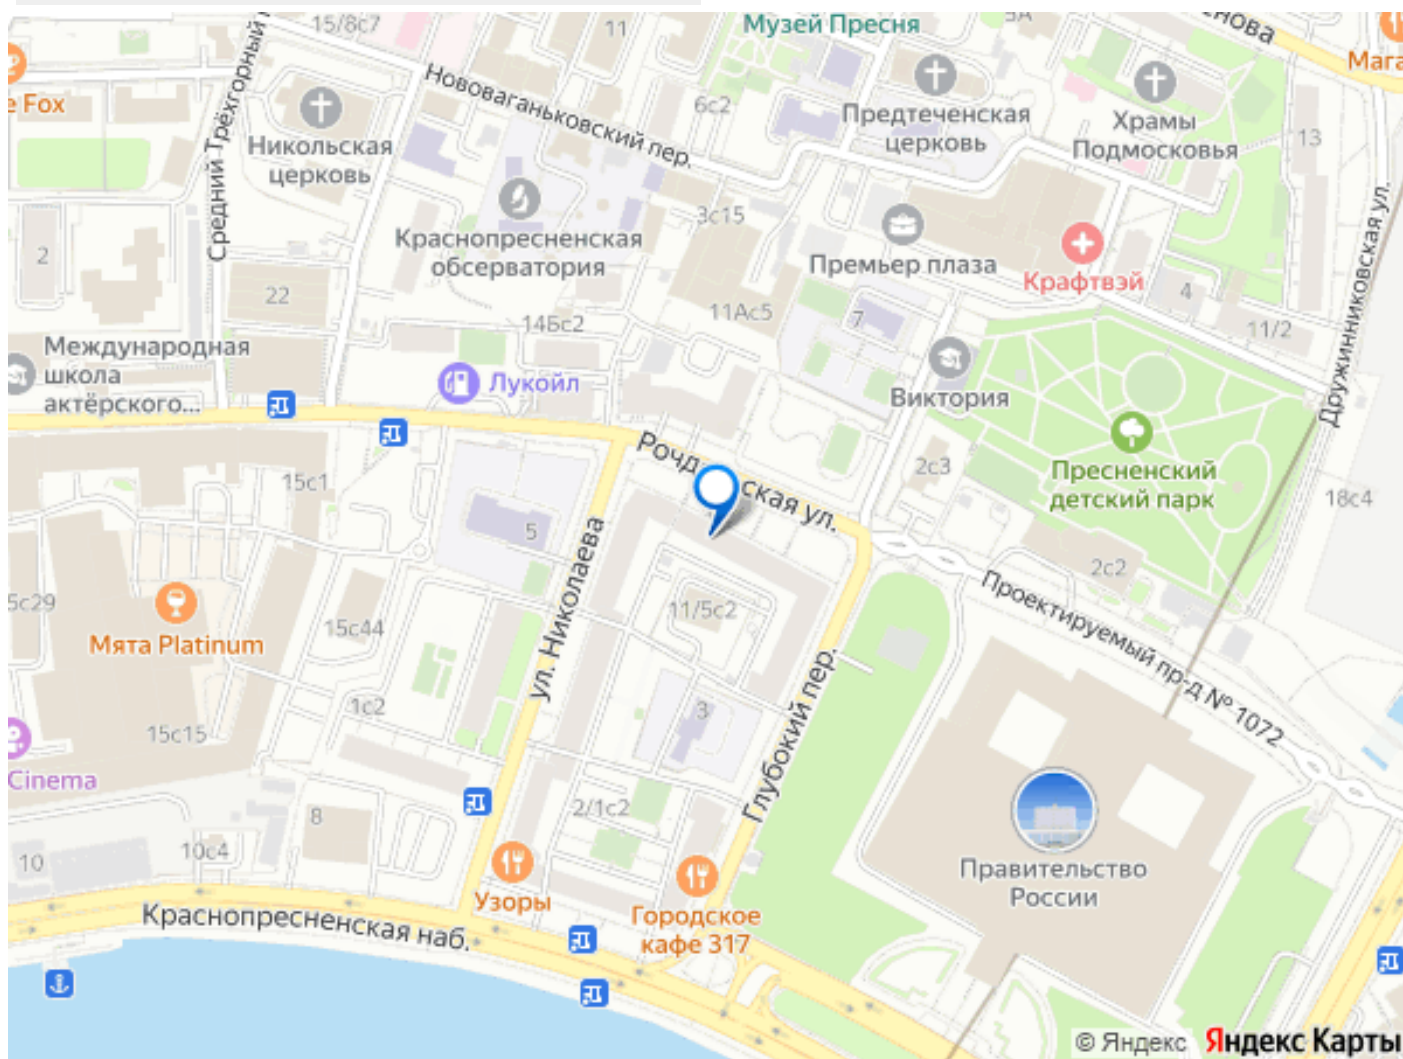 15/8с7
11
Музей Пресня
5А
Мага
e Fox
Никольская
церковь
Средний Трёхгорный
Нововаганьковский пер.
6с2
Предтеченская
церковь
Храмы
Подмосковья
13
3с15
Краснопресненская
обсерватория
2
22
Премьер плаза
Крафтвэй
4
11/2
Дружинниковская ул.
14Бс2
11Ас5
7
Международная
школа
актёрского...
Лукойл
Виктория
Пресненский
детский парк
2с3
18с4
15с1
5
ул. Николаева
2с2
5с29
Мята Platinum
15с44
11/5с2
Проектируемый пр-д № 1072
1с2
3
15с15
Cinema
Глубокий пер.
8
2/1с2
10
10с4
Узоры
Городское
кафе 317
Правительство
России
Краснопресненская наб.
© Яндекс Яндекс Карты